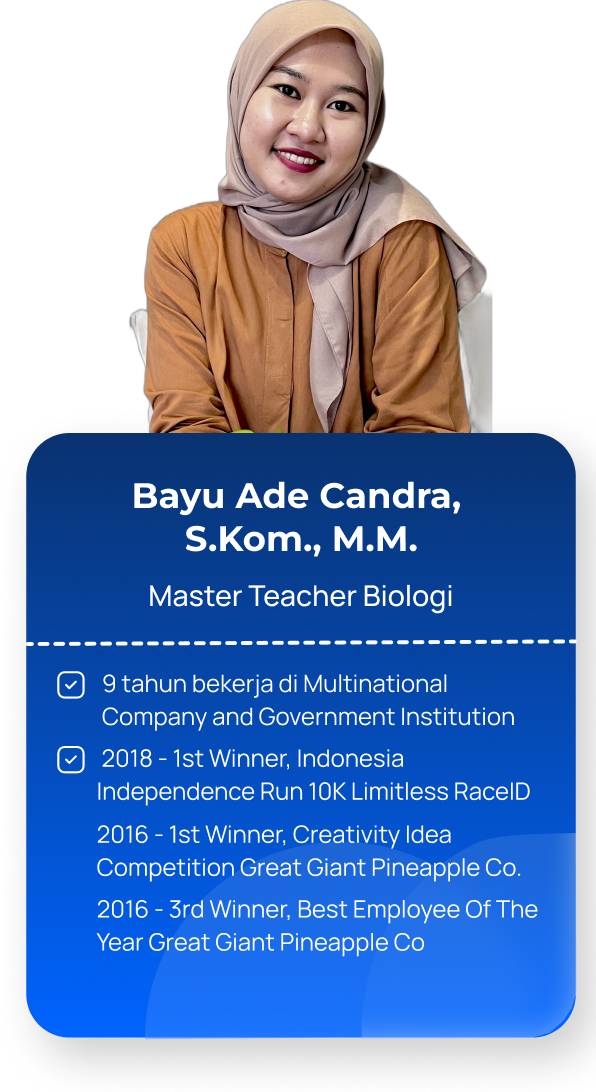 Bayu Ade Candra,
S.Kom., M.M.
Master Teacher Biologi
9 tahun bekerja di Multinational
Company and Government Institution
2018 - 1st Winner, Indonesia
Independence Run 10K Limitless RaceID
2016 - 1st Winner, Creativity Idea
Competition Great Giant Pineapple Co.
2016 - 3rd Winner, Best Employee Of The
Year Great Giant Pineapple Co